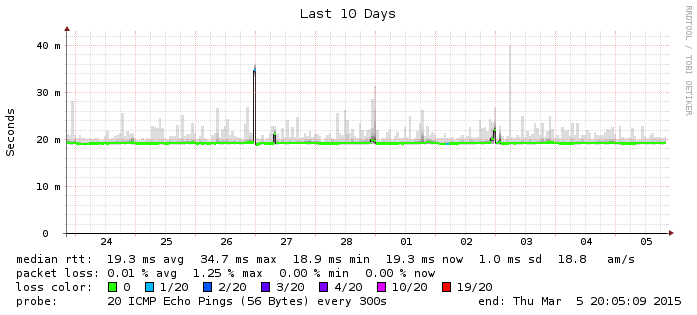 Last 10 Days
RRDTOOL / TOBI OETIKER
Seconds
40 m
30 m
20 m
10 m
0
24 25 26 27 28 01 02 03 04 05
median rtt: 19.3 ms avg 34.7 ms max 18.9 ms min 19.3 ms now 1.0 ms sd 18.8 am/s
packet loss: 0.01 % avg 1.25 % max 0.00 % min 0.00 % now
loss color: 0 1/20 2/20 3/20 4/20 10/20 19/20
probe: 20 ICMP Echo Pings (56 Bytes) every 300s end: Thu Mar 5 20:05:09 2015